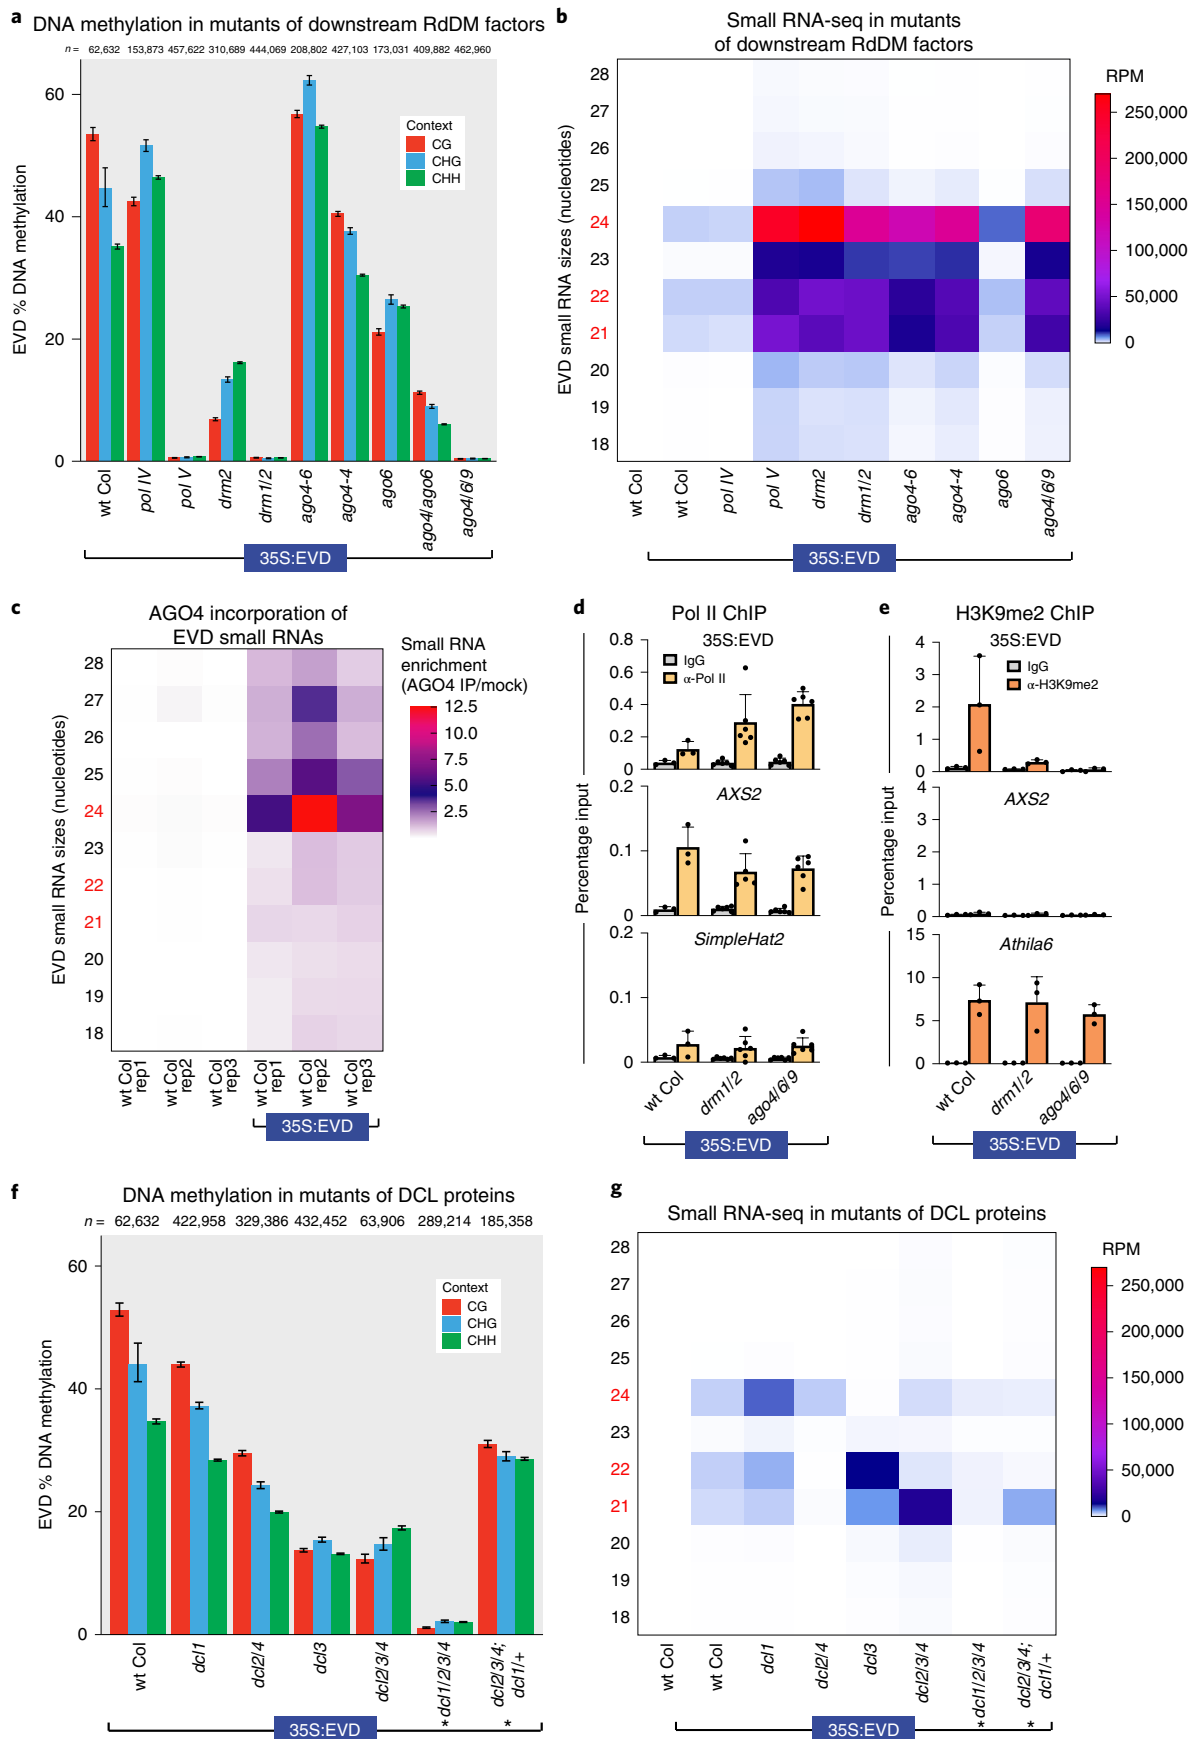 a DNA methylation in mutants of downstream RdDM factors
n = 62,632 153,873 457,622 310,689 444,069 208,802 427,103 173,031 409,882 462,960
EVD % DNA methylation
60
40
20
0
Context
CG
CHG
CHH
wt Col
pol IV
pol V
drm2
drm1/2
ago4-6
ago4-4
ago6
ago4/ago6
ago4/6/9
35S:EVD
b Small RNA-seq in mutants
of downstream RdDM factors
EVD small RNA sizes (nucleotides)
28
27
26
25
24
23
22
21
20
19
18
RPM
250,000
200,000
150,000
100,000
50,000
0
wt Col
wt Col
pol IV
pol V
drm2
drm1/2
ago4-6
ago4-4
ago6
ago4/6/9
35S:EVD
c AGO4 incorporation of
EVD small RNAs
EVD small RNA sizes (nucleotides)
28
27
26
25
24
23
22
21
20
19
18
Small RNA
enrichment
(AGO4 IP/mock)
12.5
10.0
7.5
5.0
2.5
wt Col
rep1
wt Col
rep2
wt Col
rep3
wt Col
rep1
wt Col
rep2
wt Col
rep3
35S:EVD
d Pol II ChIP
35S:EVD
IgG
α-Pol II
Percentage input
0.8
0.6
0.4
0.2
0
AXS2
0.2
0.1
0
SimpleHat2
0.2
0.1
0
wt Col
drm1/2
ago4/6/9
35S:EVD
e H3K9me2 ChIP
35S:EVD
IgG
α-H3K9me2
Percentage input
4
3
2
1
0
AXS2
4
3
2
1
0
Athila6
15
10
5
0
wt Col
drm1/2
ago4/6/9
35S:EVD
f DNA methylation in mutants of DCL proteins
n = 62,632 422,958 329,386 432,452 63,906 289,214 185,358
EVD % DNA methylation
60
40
20
0
Context
CG
CHG
CHH
wt Col
dcl1
dcl2/4
dcl3
dcl2/3/4
*dcl1/2/3/4
dcl2/3/4;
dcl1/+
*
35S:EVD
g
Small RNA-seq in mutants of DCL proteins
28
27
26
25
24
23
22
21
20
19
18
RPM
250,000
200,000
150,000
100,000
50,000
0
wt Col
wt Col
dcl1
dcl2/4
dcl3
dcl2/3/4
*dcl1/2/3/4
dcl2/3/4;
dcl1/+
*
35S:EVD